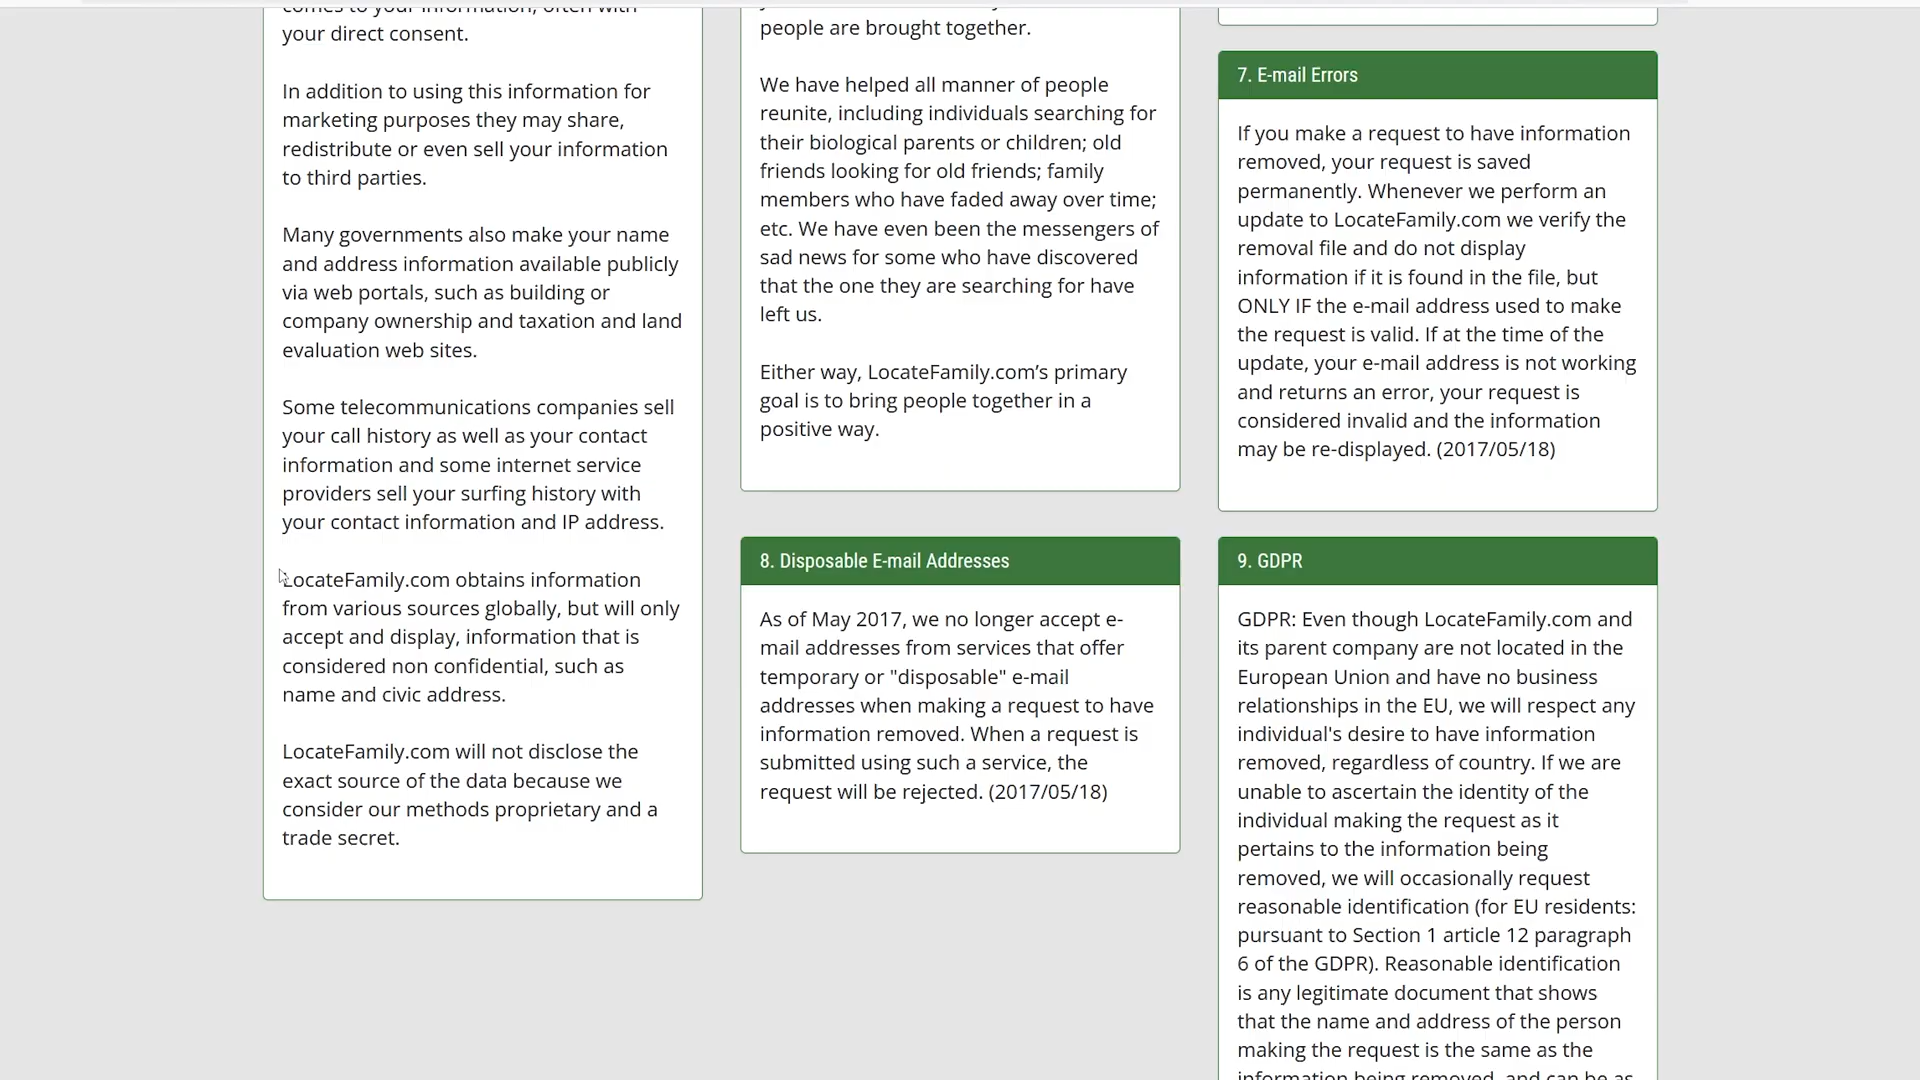 comes to your information, often with
your direct consent.
In addition to using this information for
marketing purposes they may share,
redistribute or even sell your information
to third parties.
Many governments also make your name
and address information available publicly
via web portals, such as building or
company ownership and taxation and land
evaluation web sites.
Some telecommunications companies sell
your call history as well as your contact
information and some internet service
providers sell your surfing history with
your contact information and IP address.
LocateFamily.com obtains information
from various sources globally, but will only
accept and display, information that is
considered non confidential, such as
name and civic address.
LocateFamily.com will not disclose the
exact source of the data because we
consider our methods proprietary and a
trade secret.
people are brought together.
We have helped all manner of people
reunite, including individuals searching for
their biological parents or children; old
friends looking for old friends; family
members who have faded away over time;
etc. We have even been the messengers of
sad news for some who have discovered
that the one they are searching for have
left us.
Either way, LocateFamily.com’s primary
goal is to bring people together in a
positive way.
7. E-mail Errors
If you make a request to have information
removed, your request is saved
permanently. Whenever we perform an
update to LocateFamily.com we verify the
removal file and do not display
information if it is found in the file, but
ONLY IF the e-mail address used to make
the request is valid. If at the time of the
update, your e-mail address is not working
and returns an error, your request is
considered invalid and the information
may be re-displayed. (2017/05/18)
8. Disposable E-mail Addresses
As of May 2017, we no longer accept e-
mail addresses from services that offer
temporary or "disposable" e-mail
addresses when making a request to have
information removed. When a request is
submitted using such a service, the
request will be rejected. (2017/05/18)
9. GDPR
GDPR: Even though LocateFamily.com and
its parent company are not located in the
European Union and have no business
relationships in the EU, we will respect any
individual's desire to have information
removed, regardless of country. If we are
unable to ascertain the identity of the
individual making the request as it
pertains to the information being
removed, we will occasionally request
reasonable identification (for EU residents:
pursuant to Section 1 article 12 paragraph
6 of the GDPR). Reasonable identification
is any legitimate document that shows
that the name and address of the person
making the request is the same as the
information being removed, and can be as